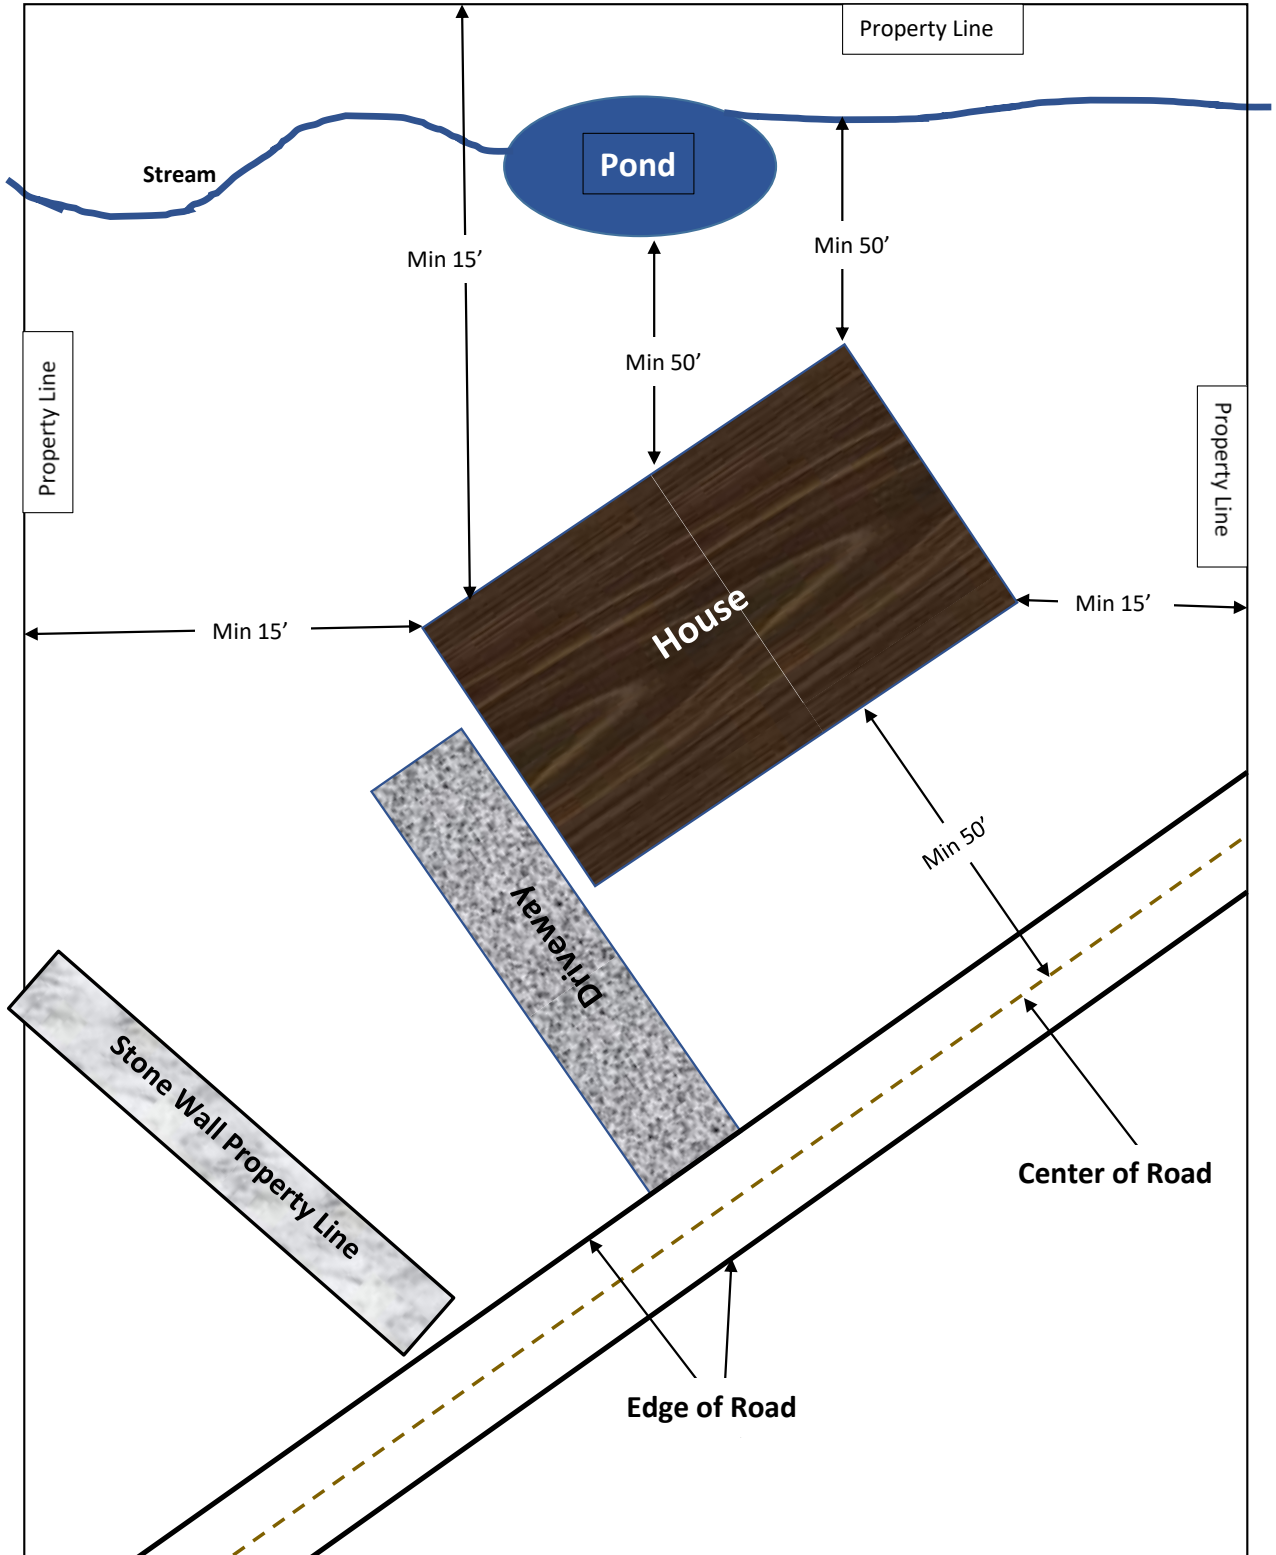 Property Line
Pond
Stream
Min 15’
Min 50’
Min 50’
Property Line
Property Line
House
Min 15’
Min 15’
Min 50’
Driveway
Stone Wall Property Line
Center of Road
Edge of Road